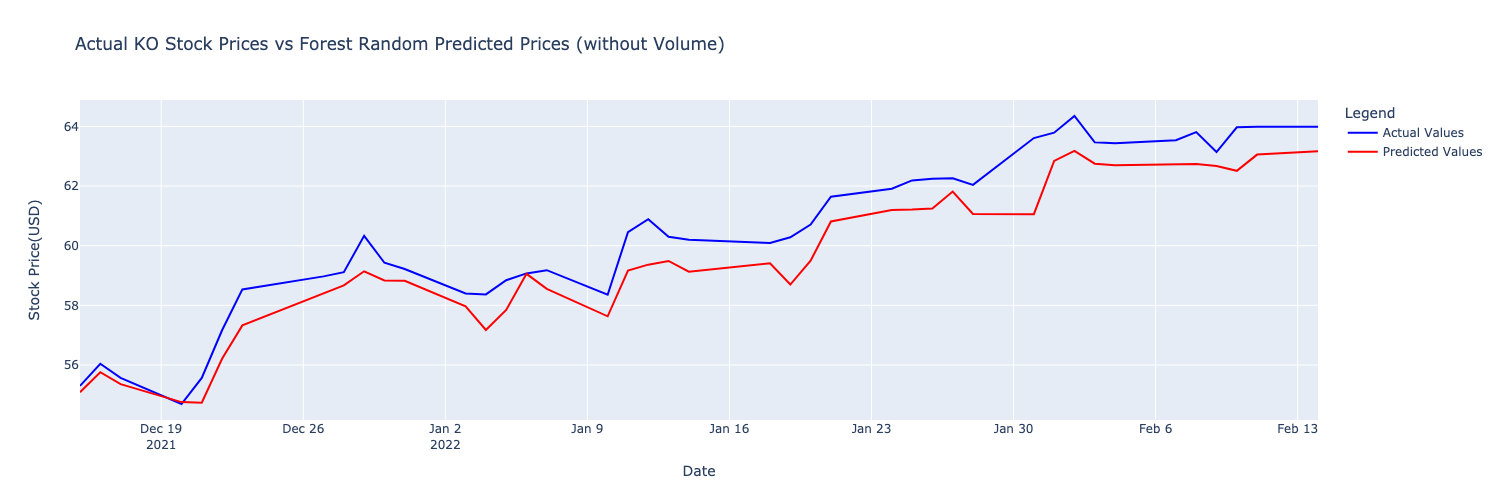 Actual KO Stock Prices vs Forest Random Predicted Prices (without Volume)
Legend
Actual Values
Predicted Values
Stock Price(USD)
64
62
60
58
56
Dec 19 Dec 26 Jan 2 Jan 9 Jan 16 Jan 23 Jan 30 Feb 6 Feb 13
2021 2022
Date